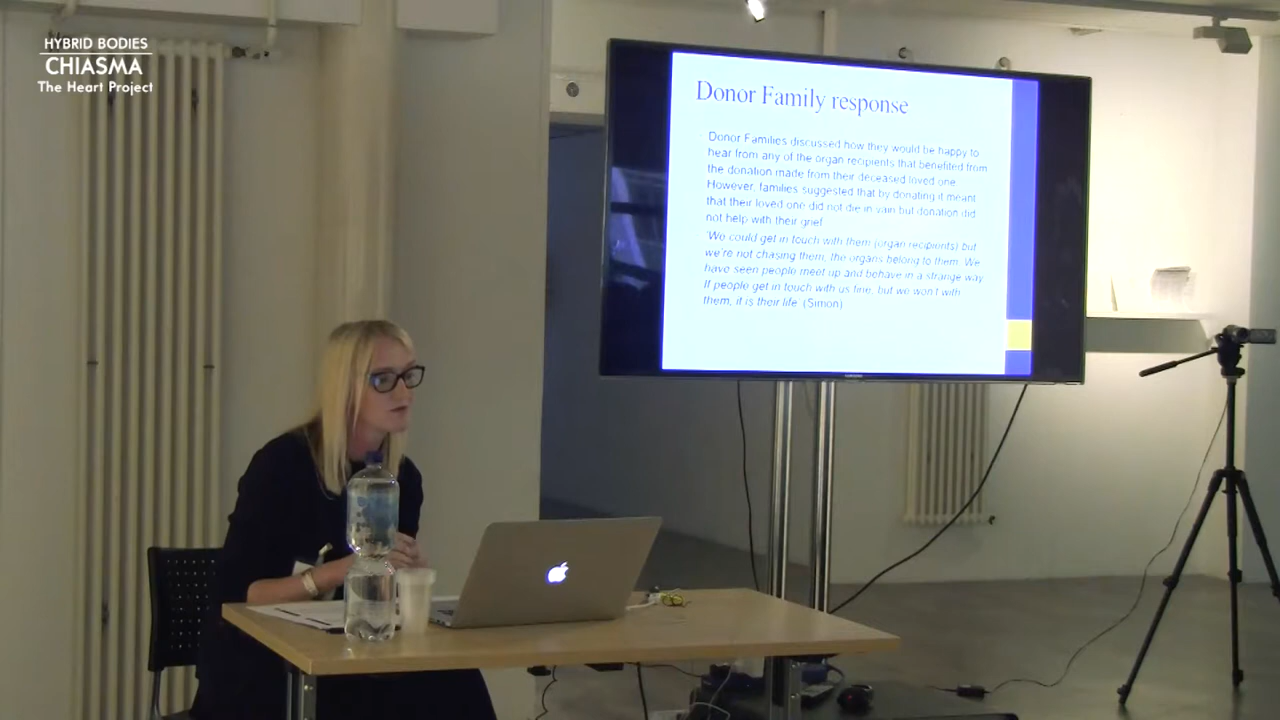 HYBRID BODIES
CHIASMA
The Heart Project
Donor Family response
Donor Families discussed how they would be happy to
hear from any of the organ recipients that benefited from
the donation made from their deceased loved one.
However, families suggested that by donating it meant
that their loved one did not die in vain but donation did
not help with their grief.
'We could get in touch with them (organ recipients) but
we're not chasing them, the organs belong to them. We
have seen people meet up and behave in a strange way.
If people get in touch with us fine, but we won't with
them, it is their life' (Simon)
SAMSUNG